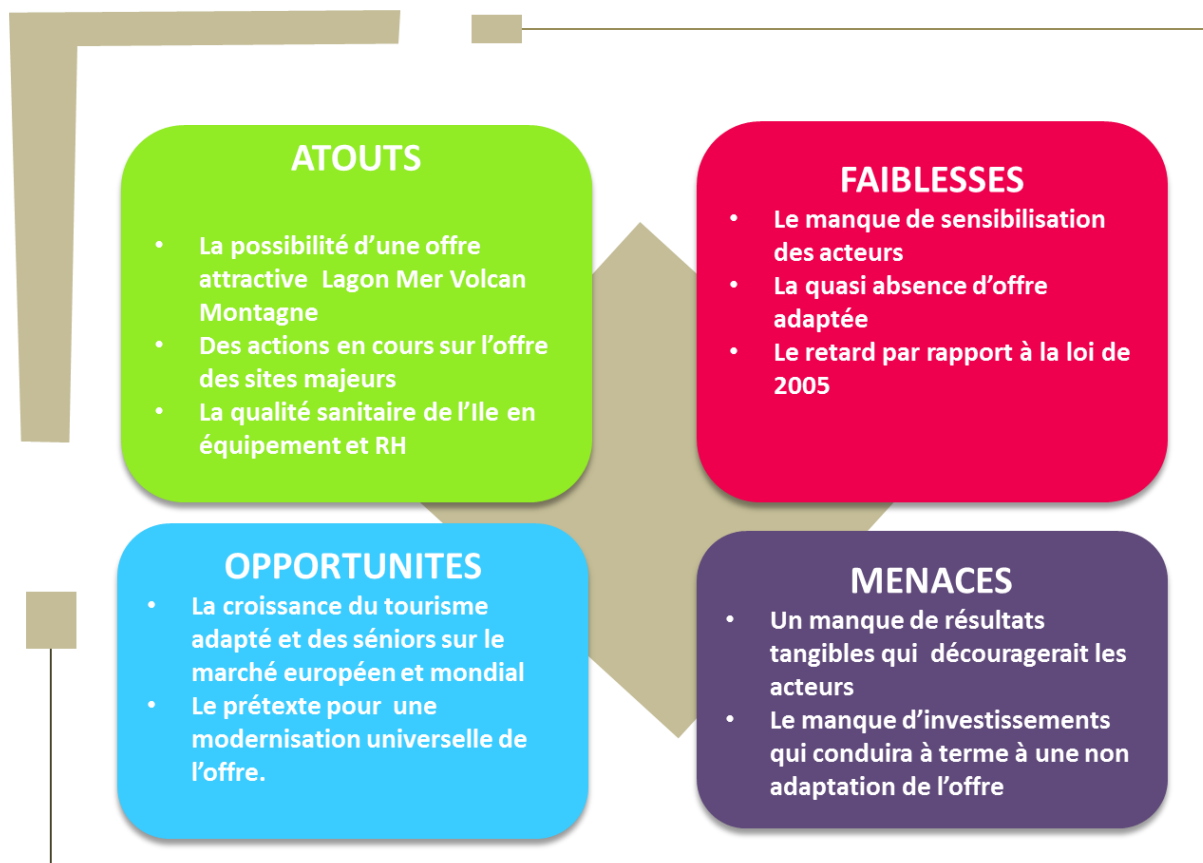 ATOUTS
• La possibilité d’une offre
attractive Lagon Mer Volcan
Montagne
• Des actions en cours sur l’offre
des sites majeurs
• La qualité sanitaire de l’Ile en
équipement et RH
FAIBLESSES
• Le manque de sensibilisation
des acteurs
• La quasi absence d’offre
adaptée
• Le retard par rapport à la loi de
2005
OPPORTUNITES
• La croissance du tourisme
adapté et des séniors sur le
marché européen et mondial
• Le prétexte pour une
modernisation universelle de
l’offre.
MENACES
• Un manque de résultats
tangibles qui découragerait les
acteurs
• Le manque d’investissements
qui conduira à terme à une non
adaptation de l’offre